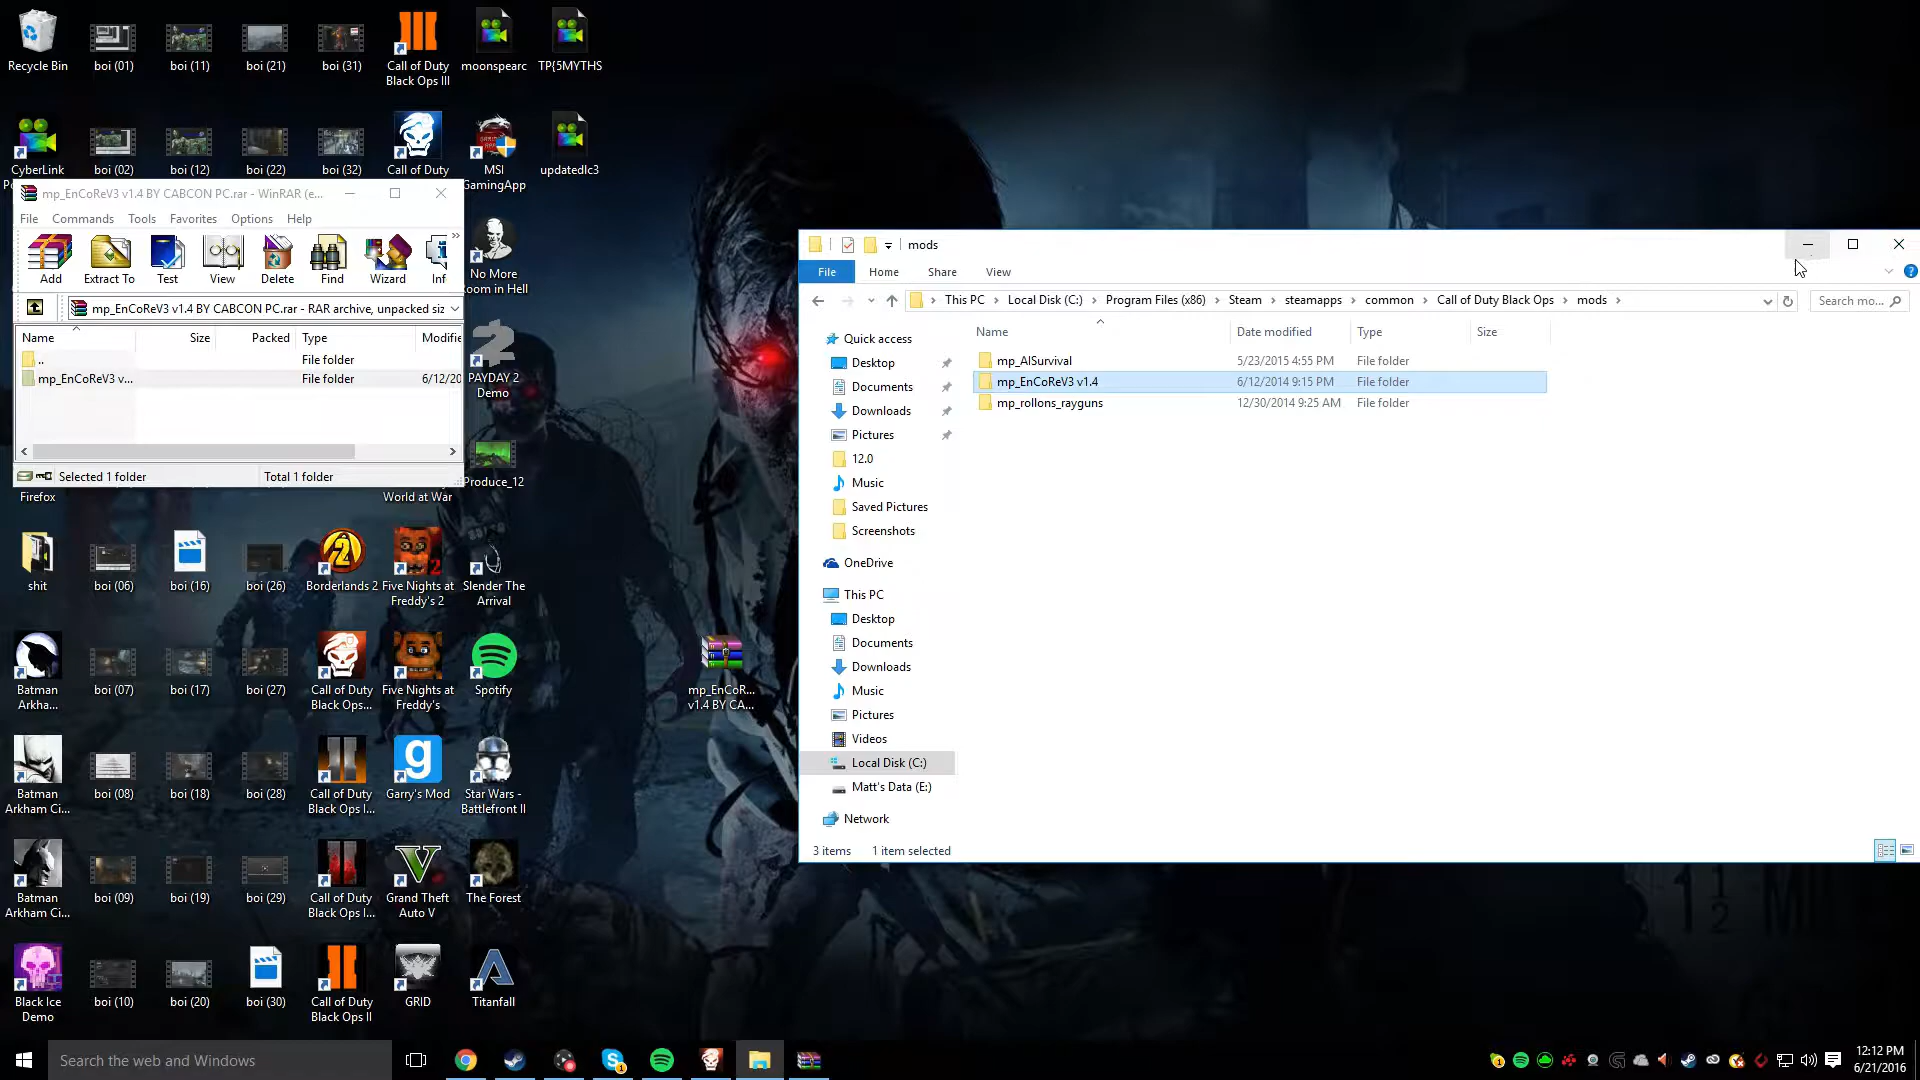 Recycle Bin
boi (01)
boi (11)
boi (21)
boi (31)
Call of Duty
Black Ops III
moonspearc
TP{5MYTHS
CyberLink
boi (02)
boi (12)
boi (22)
boi (32)
Call of Duty
MSI
GamingApp
updatedlc3
mp_EnCoReV3 v1.4 BY CABCON PC.rar - WinRAR (e...
File
Commands
Tools
Favorites
Options
Help
Add
Extract To
Test
View
Delete
Find
Wizard
Inf
mp_EnCoReV3 v1.4 BY CABCON PC.rar - RAR archive, unpacked siz
Name
Size
Packed
Type
Modifie
..
File folder
mp_EnCoReV3 v...
File folder
6/12/20
Selected 1 folder
Total 1 folder
No More
Room in Hell
PAYDAY 2
Demo
Produce_12
Firefox
World at War
shit
boi (06)
boi (16)
boi (26)
Borderlands 2
Five Nights at
Freddy's 2
Slender The
Arrival
Batman
Arkha...
boi (07)
boi (17)
boi (27)
Call of Duty
Black Ops...
Five Nights at
Freddy's
Spotify
mp_EnCoR...
v1.4 BY CA...
Batman
Arkham Ci...
boi (08)
boi (18)
boi (28)
Call of Duty
Black Ops I...
Garry's Mod
Star Wars -
Battlefront II
Batman
Arkham Ci...
boi (09)
boi (19)
boi (29)
Call of Duty
Black Ops I...
Grand Theft
Auto V
The Forest
Black Ice
Demo
boi (10)
boi (20)
boi (30)
Call of Duty
Black Ops II
GRID
Titanfall
mods
File
Home
Share
View
This PC
Local Disk (C:)
Program Files (x86)
Steam
steamapps
common
Call of Duty Black Ops
mods
Search mo...
Name
Date modified
Type
Size
mp_AISurvival
5/23/2015 4:55 PM
File folder
mp_EnCoReV3 v1.4
6/12/2014 9:15 PM
File folder
mp_rollons_rayguns
12/30/2014 9:25 AM
File folder
Quick access
Desktop
Documents
Downloads
Pictures
12.0
Music
Saved Pictures
Screenshots
OneDrive
This PC
Desktop
Documents
Downloads
Music
Pictures
Videos
Local Disk (C:)
Matt's Data (E:)
Network
3 items
1 item selected
Search the web and Windows
12:12 PM
6/21/2016